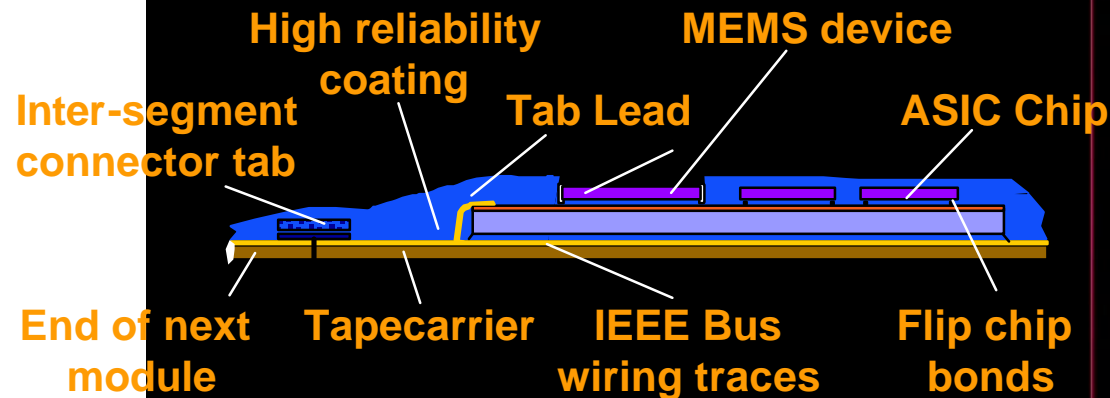 High reliability
coating
MEMS device
Inter-segment
connector tab
Tab Lead
ASIC Chip
End of next
module
Tapecarrier
IEEE Bus
wiring traces
Flip chip
bonds